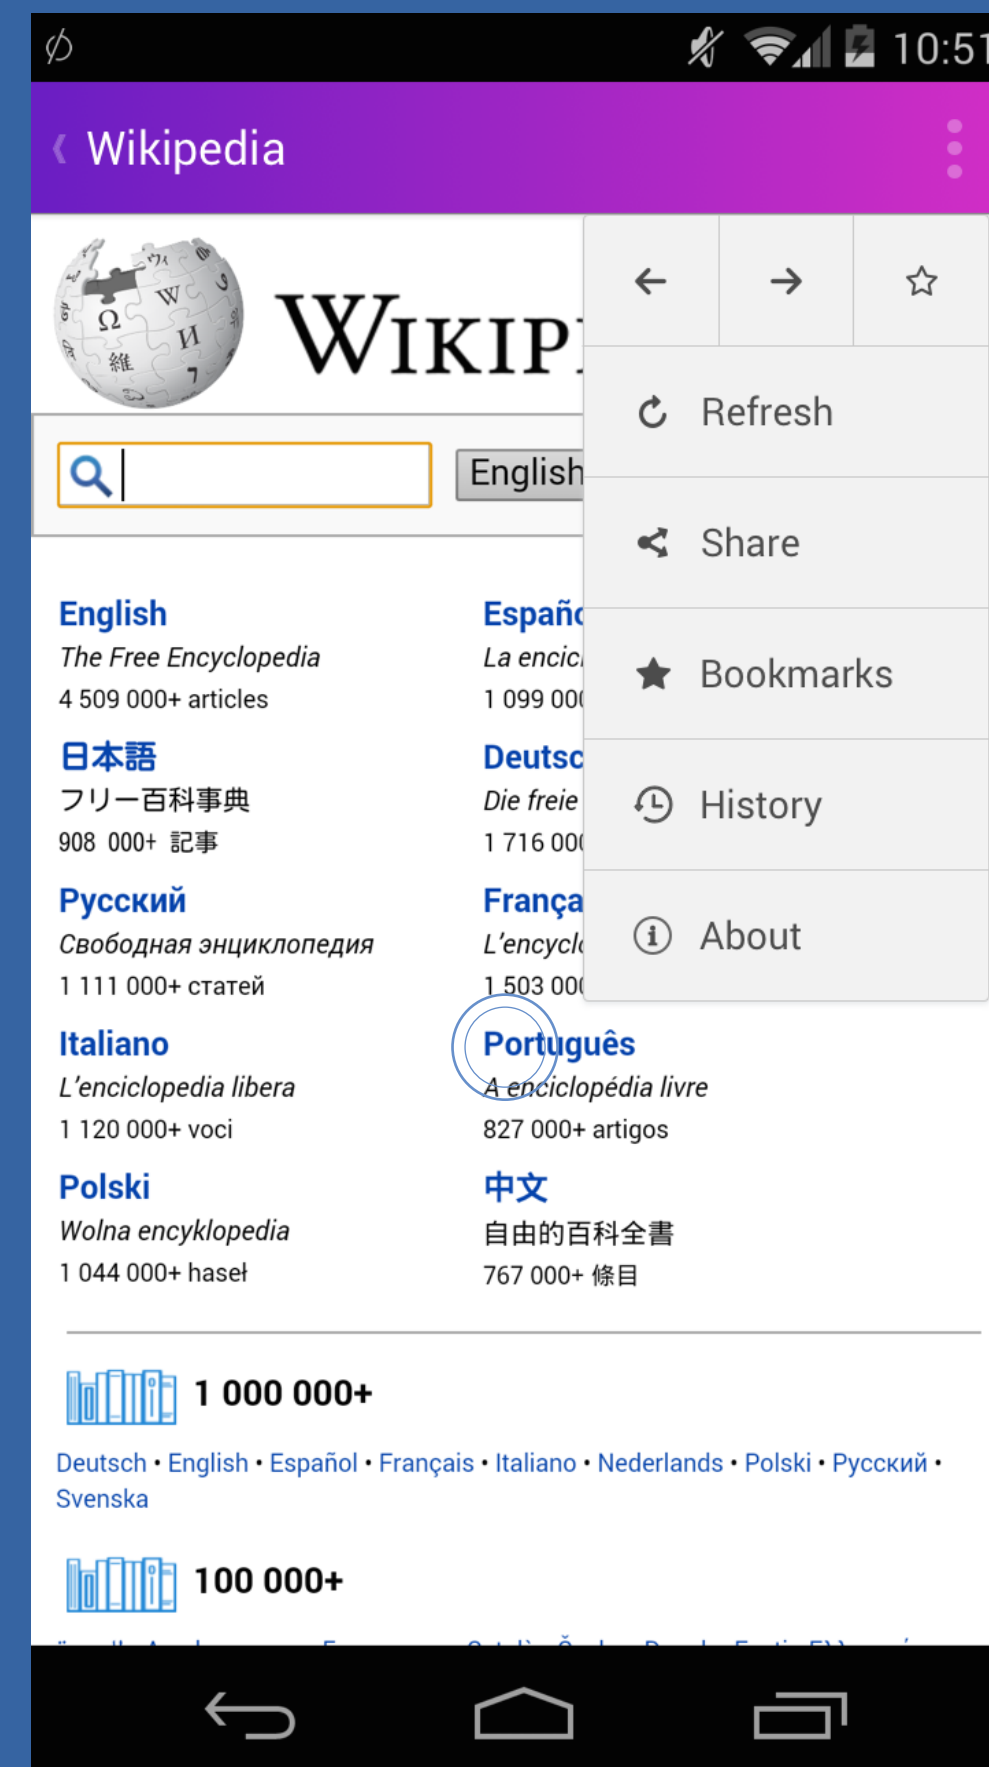 10:51
Wikipedia
WIKIP
English
Refresh
Share
Bookmarks
History
About
English
The Free Encyclopedia
4 509 000+ articles
Españo
La encic
1 099 000
日本語
フリー百科事典
908 000+ 記事
Deutsc
Die freie
1 716 000
Русский
Свободная энциклопедия
1 111 000+ статей
França
L'encyclo
1 503 000
Italiano
L'enciclopedia libera
1 120 000+ voci
Português
A enciclopédia livre
827 000+ artigos
Polski
Wolna encyklopedia
1 044 000+ haseł
中文
自由的百科全書
767 000+ 條目
1 000 000+
Deutsch • English • Español • Français • Italiano • Nederlands • Polski • Русский •
Svenska
100 000+